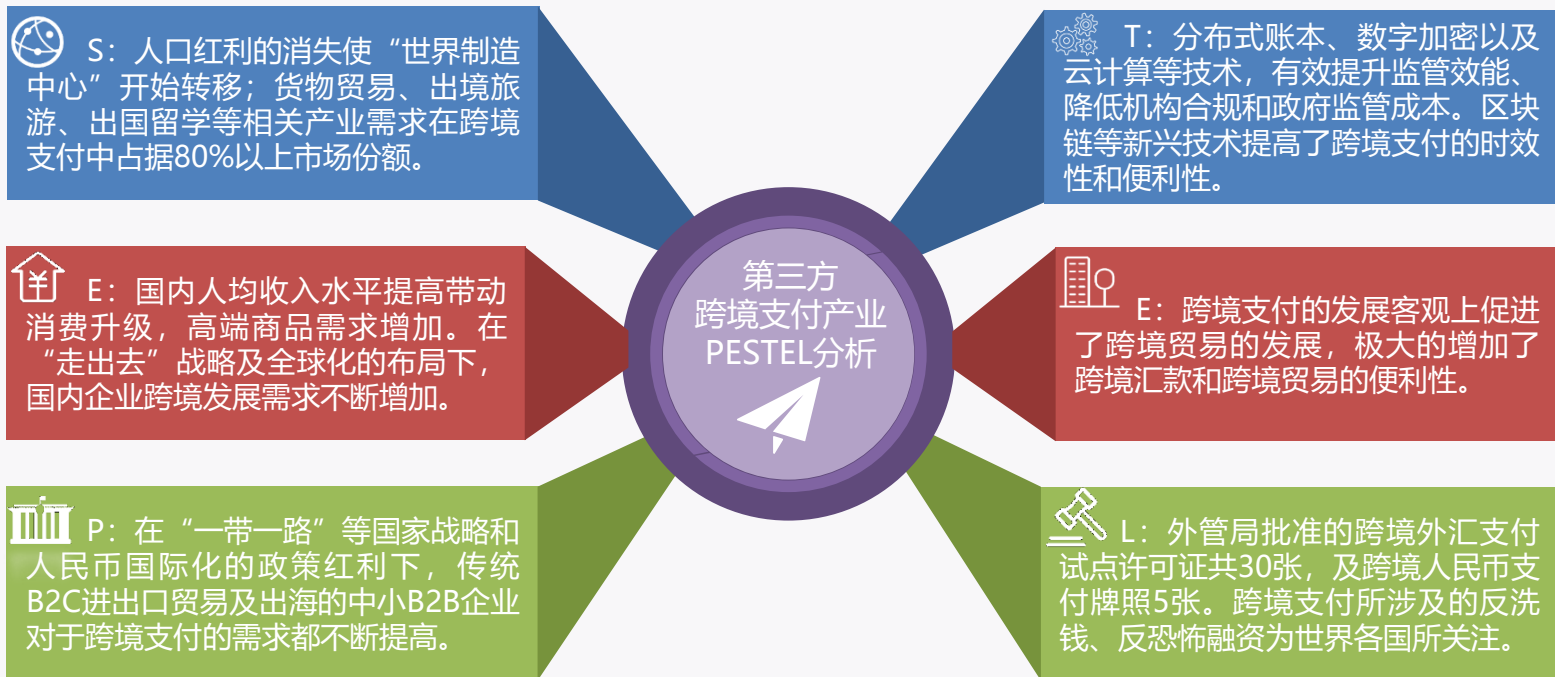 S：人口红利的消失使“世界制造
中心”开始转移；货物贸易、出境旅
游、出国留学等相关产业需求在跨境
支付中占据80%以上市场份额。
E：国内人均收入水平提高带动
消费升级，高端商品需求增加。在
“走出去”战略及全球化的布局下，
国内企业跨境发展需求不断增加。
P：在“一带一路”等国家战略和
人民币国际化的政策红利下，传统
B2C进出口贸易及出海的中小B2B企业
对于跨境支付的需求都不断提高。
第三方
跨境支付产业
PESTEL分析
T：分布式账本、数字加密以及
云计算等技术，有效提升监管效能、
降低机构合规和政府监管成本。区块
链等新兴技术提高了跨境支付的时效
性和便利性。
E：跨境支付的发展客观上促进
了跨境贸易的发展，极大的增加了
跨境汇款和跨境贸易的便利性。
L：外管局批准的跨境外汇支付
试点许可证共30张，及跨境人民币支
付牌照5张。跨境支付所涉及的反洗
钱、反恐怖融资为世界各国所关注。